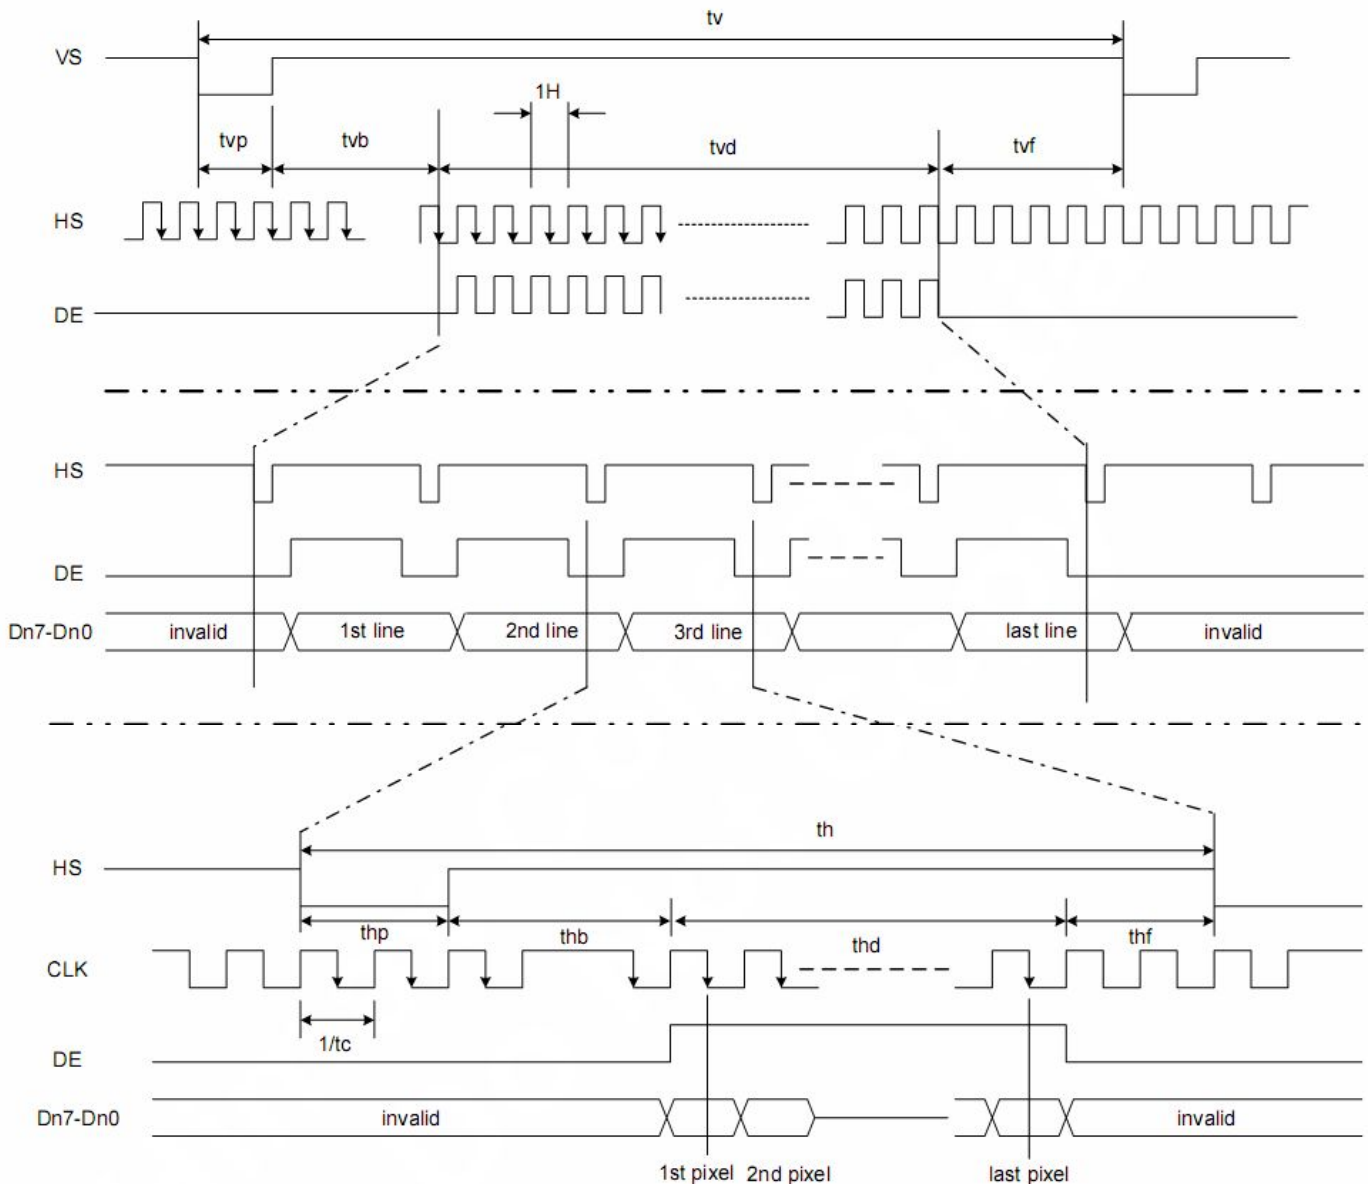 tv
VS
1H
tvp
tvb
tvd
tvf
HS
DE
HS
DE
Dn7-Dn0
invalid
1st line
2nd line
3rd line
last line
invalid
th
HS
thp
thb
thd
thf
CLK
1/tc
DE
Dn7-Dn0
invalid
invalid
1st pixel
2nd pixel
last pixel